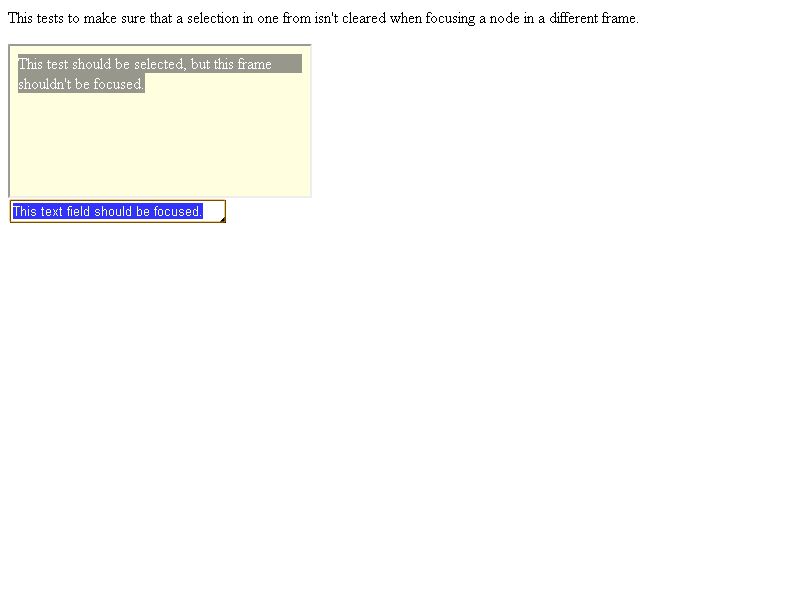 This tests to make sure that a selection in one from isn't cleared when focusing a node in a different frame.
This test should be selected, but this frame
shouldn't be focused.
This text field should be focused.